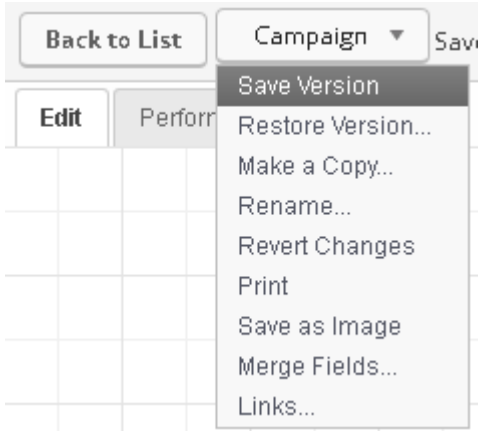 Back to List
Campaign
Save Version
Edit
Restore Version...
Make a Copy...
Rename...
Revert Changes
Print
Save as Image
Merge Fields...
Links...